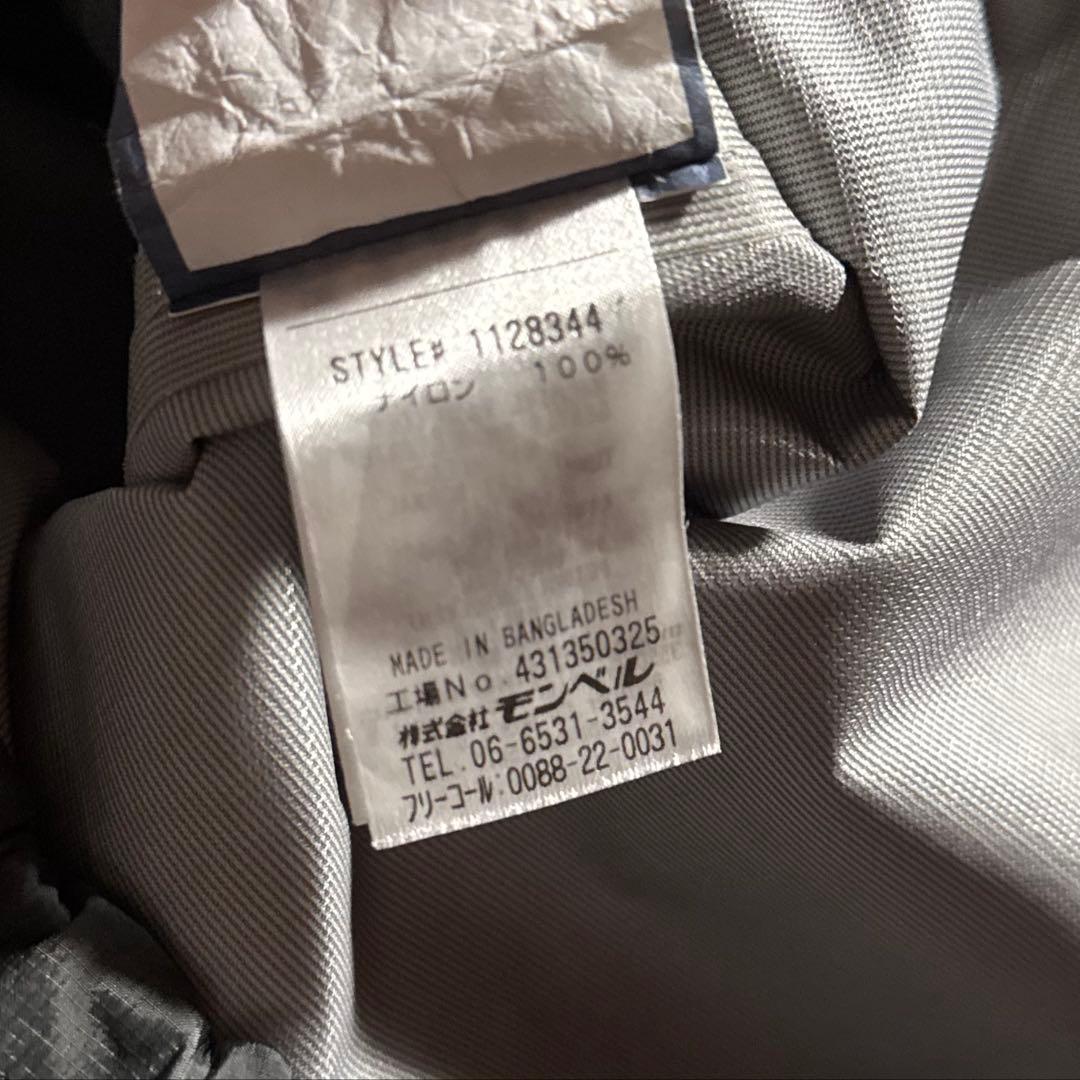 STYLE# 1128344
ナイロン 100%
MADE IN BANGLADESH
工場No.431350325
株式会社 モンベル
TEL.06-6531-3544
フリーコール:0088-22-0031